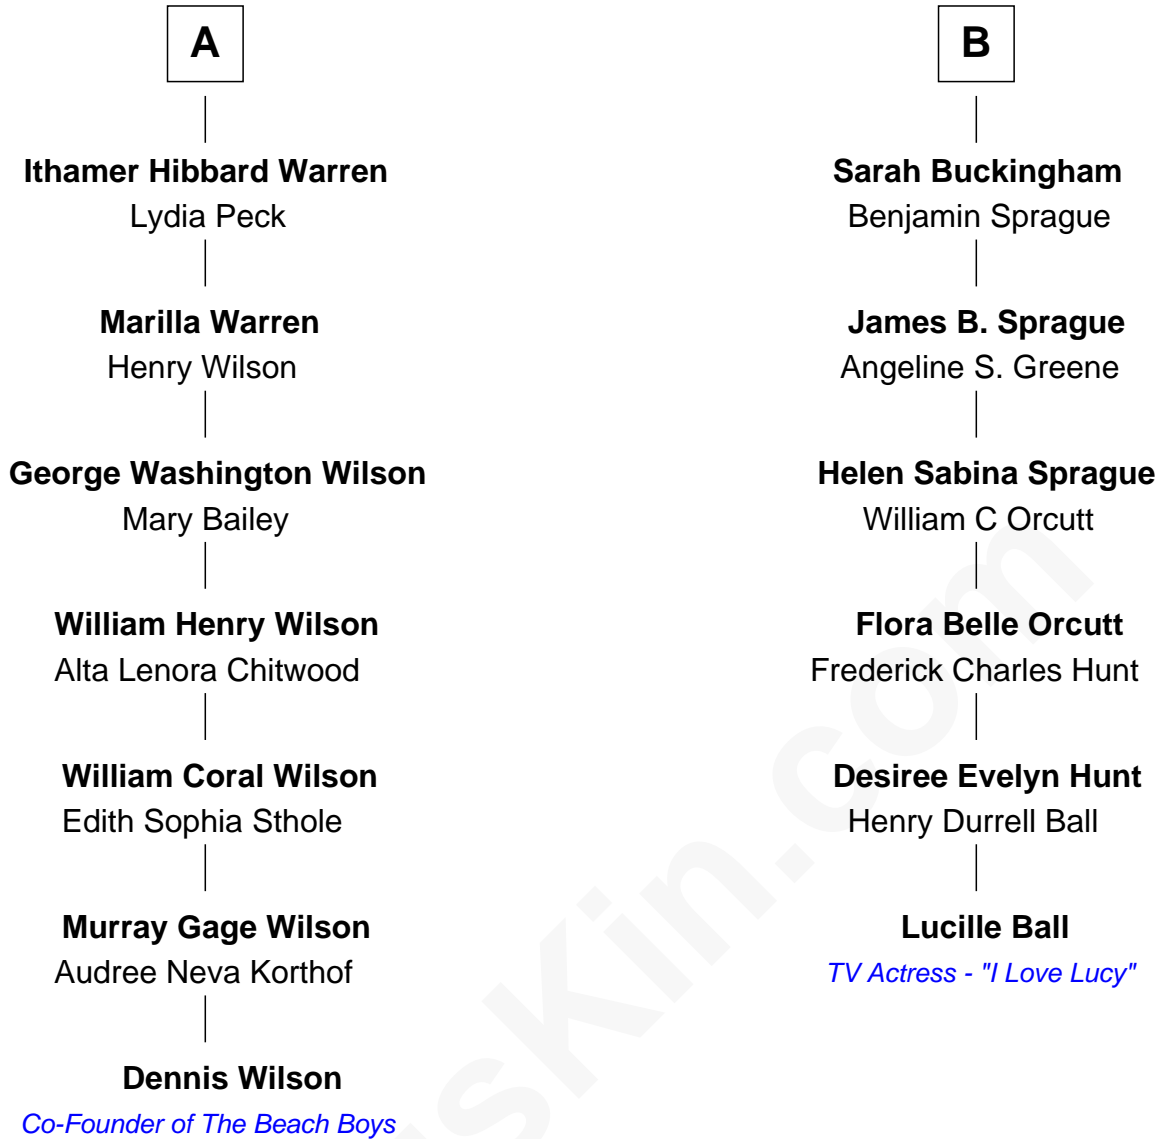 A
Ithamer Hibbard Warren
Lydia Peck
Marilla Warren
Henry Wilson
George Washington Wilson
Mary Bailey
William Henry Wilson
Alta Lenora Chitwood
William Coral Wilson
Edith Sophia Sthole
Murray Gage Wilson
Audree Neva Korthof
Dennis Wilson
Co-Founder of The Beach Boys
B
Sarah Buckingham
Benjamin Sprague
James B. Sprague
Angeline S. Greene
Helen Sabina Sprague
William C Orcutt
Flora Belle Orcutt
Frederick Charles Hunt
Desiree Evelyn Hunt
Henry Durrell Ball
Lucille Ball
TV Actress - "I Love Lucy"
sKin.com